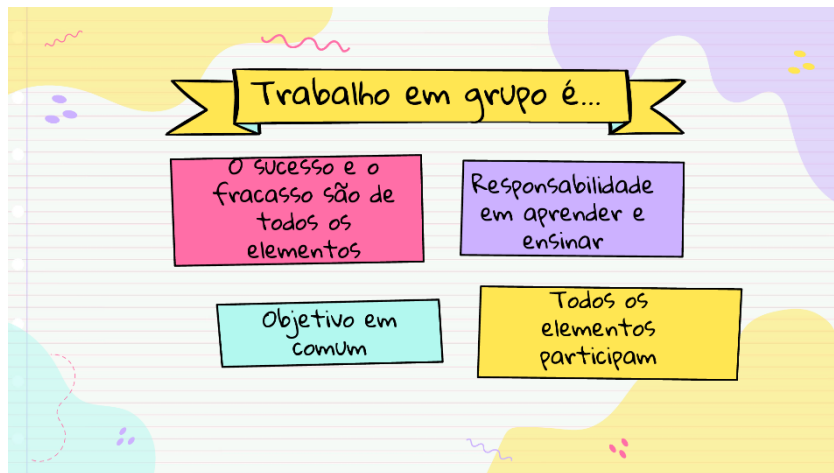 Trabalho em grupo é...
O sucesso e o
fracasso são de
todos os
elementos
Responsabilidade
em aprender e
ensinar
Objetivo em
comum
Todos os
elementos
participam